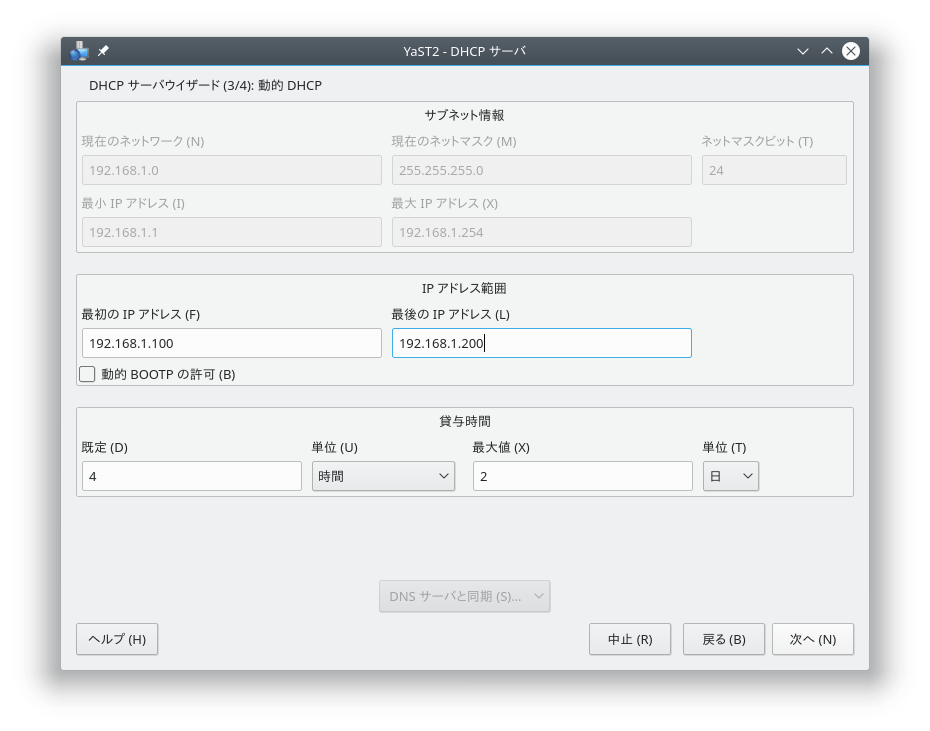 YaST2 - DHCP サーバ
DHCP サーバウイザード (3/4): 動的 DHCP
サブネット情報
現在のネットワーク (N) 現在のネットマスク (M) ネットマスクビット (T)
192.168.1.0 255.255.255.0 24
最小 IP アドレス (I) 最大 IP アドレス (X)
192.168.1.1 192.168.1.254
IP アドレス範囲
最初の IP アドレス (F) 最後の IP アドレス (L)
192.168.1.100 192.168.1.200
動的 BOOTP の許可 (B)
貸与時間
既定 (D) 単位 (U) 最大値 (X) 単位 (T)
4 時間 2 日
DNS サーバと同期 (S)...
ヘルプ (H) 中止 (R) 戻る (B) 次へ (N)